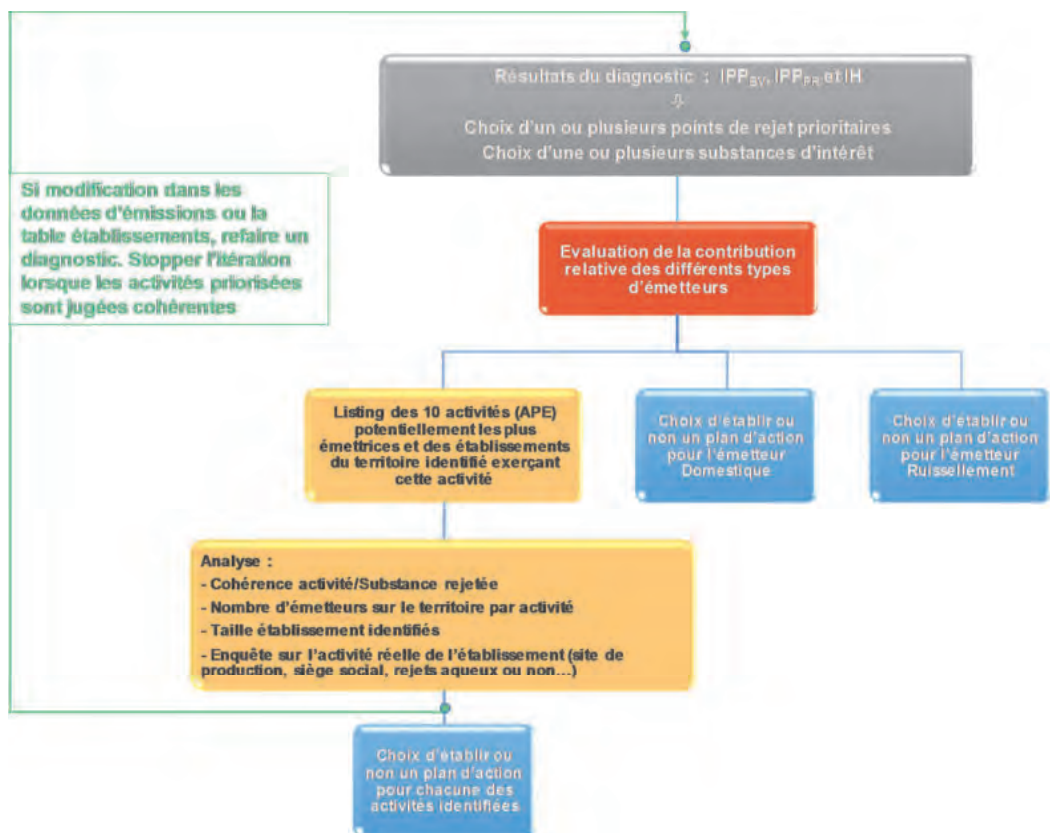 Résultats du diagnostic : IPPBV, IPPPR et IH
Choix d'un ou plusieurs points de rejet prioritaires
Choix d'une ou plusieurs substances d'intérêt
Si modification dans les
données d'émissions ou la
table établissements, refaire un
diagnostic. Stopper l'itération
lorsque les activités priorisées
sont jugées cohérentes
Evaluation de la contribution
relative des différents types
d'émetteurs
Listing des 10 activités (APE)
potentiellement les plus
émettrices et des établissements
du territoire identifié exerçant
cette activité
Choix d'établir ou
non un plan d'action
pour l'émetteur
Domestique
Choix d'établir ou
non un plan d'action
pour l'émetteur
Ruissellement
Analyse :
- Cohérence activité/Substance rejetée
- Nombre d'émetteurs sur le territoire par activité
- Taille établissement identifiés
- Enquête sur l'activité réelle de l'établissement (site de
production, siège social, rejets aqueux ou non...)
Choix d'établir ou
non un plan d'action
pour chacune des
activités identifiées